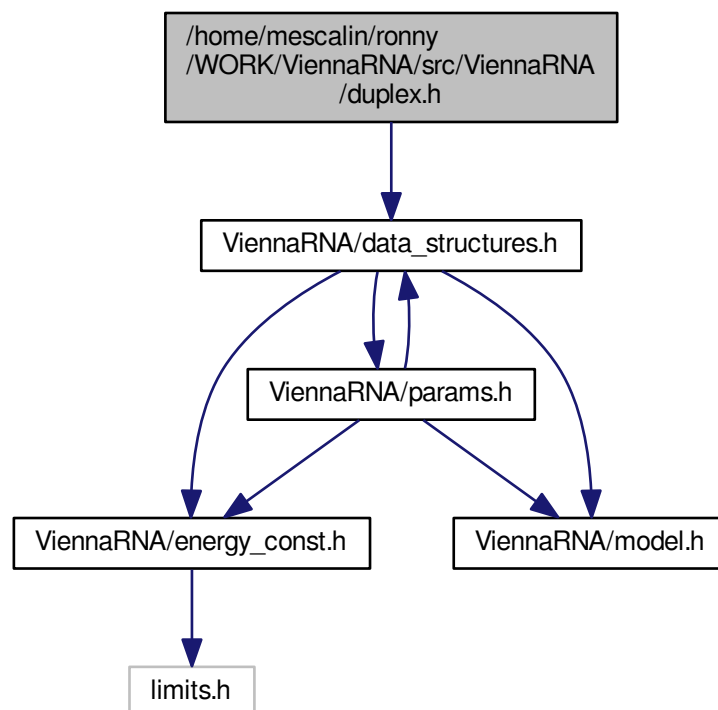 /home/mescalin/ronny
/WORK/ViennaRNA/src/ViennaRNA
/duplex.h
ViennaRNA/data_structures.h
ViennaRNA/params.h
ViennaRNA/energy_const.h
ViennaRNA/model.h
limits.h